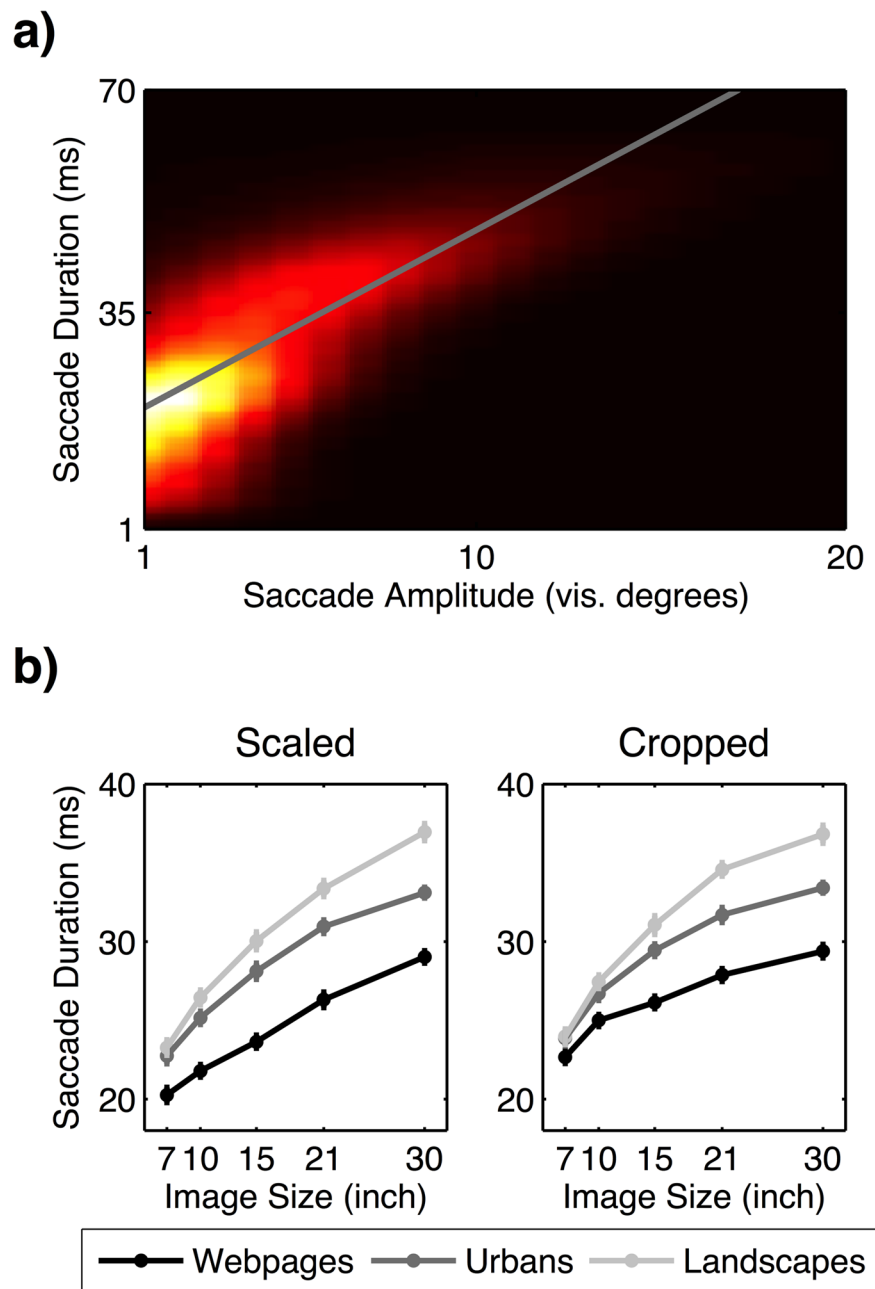 a)
70
35
1
Saccade Duration (ms)
1 10 20
Saccade Amplitude (vis. degrees)
b)
Scaled
40
30
20
Saccade Duration (ms)
7 10 15 21 30
Image Size (inch)
Cropped
40
30
20
7 10 15 21 30
Image Size (inch)
Webpages Urbans Landscapes